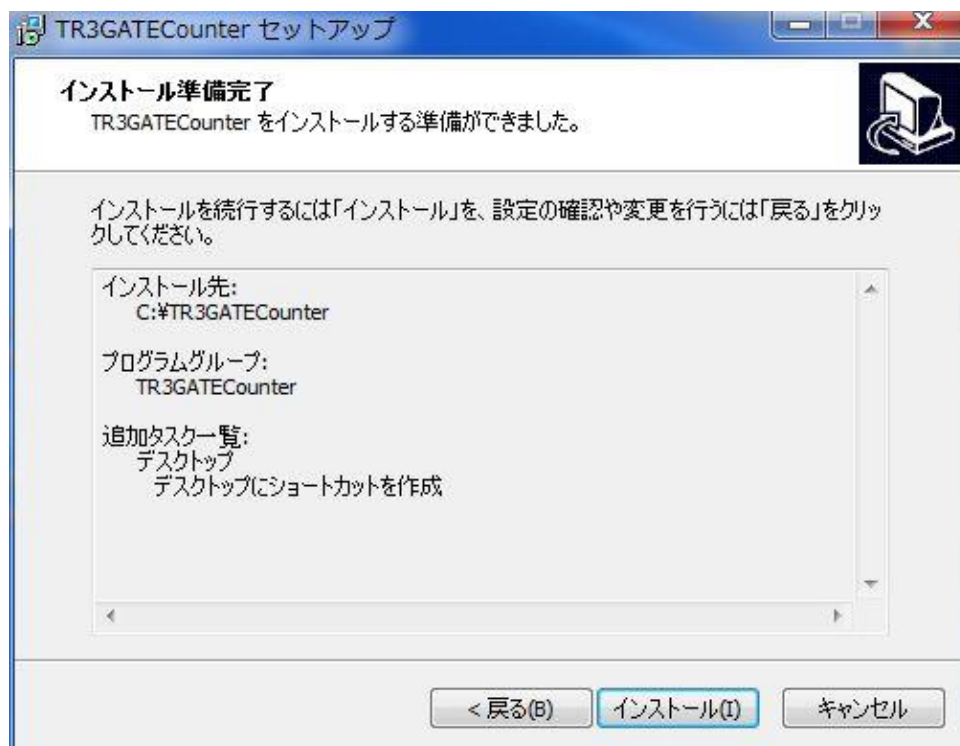 TR3GATECounter セットアップ
インストール準備完了
TR3GATECounter をインストールする準備ができました。
インストールを続行するには「インストール」を、設定の確認や変更を行うには「戻る」をクリッ
クしてください。
インストール先:
C:¥TR3GATECounter
プログラムグループ:
TR3GATECounter
追加タスク一覧:
デスクトップ
デスクトップにショートカットを作成
< 戻る(B)
インストール(I)
キャンセル